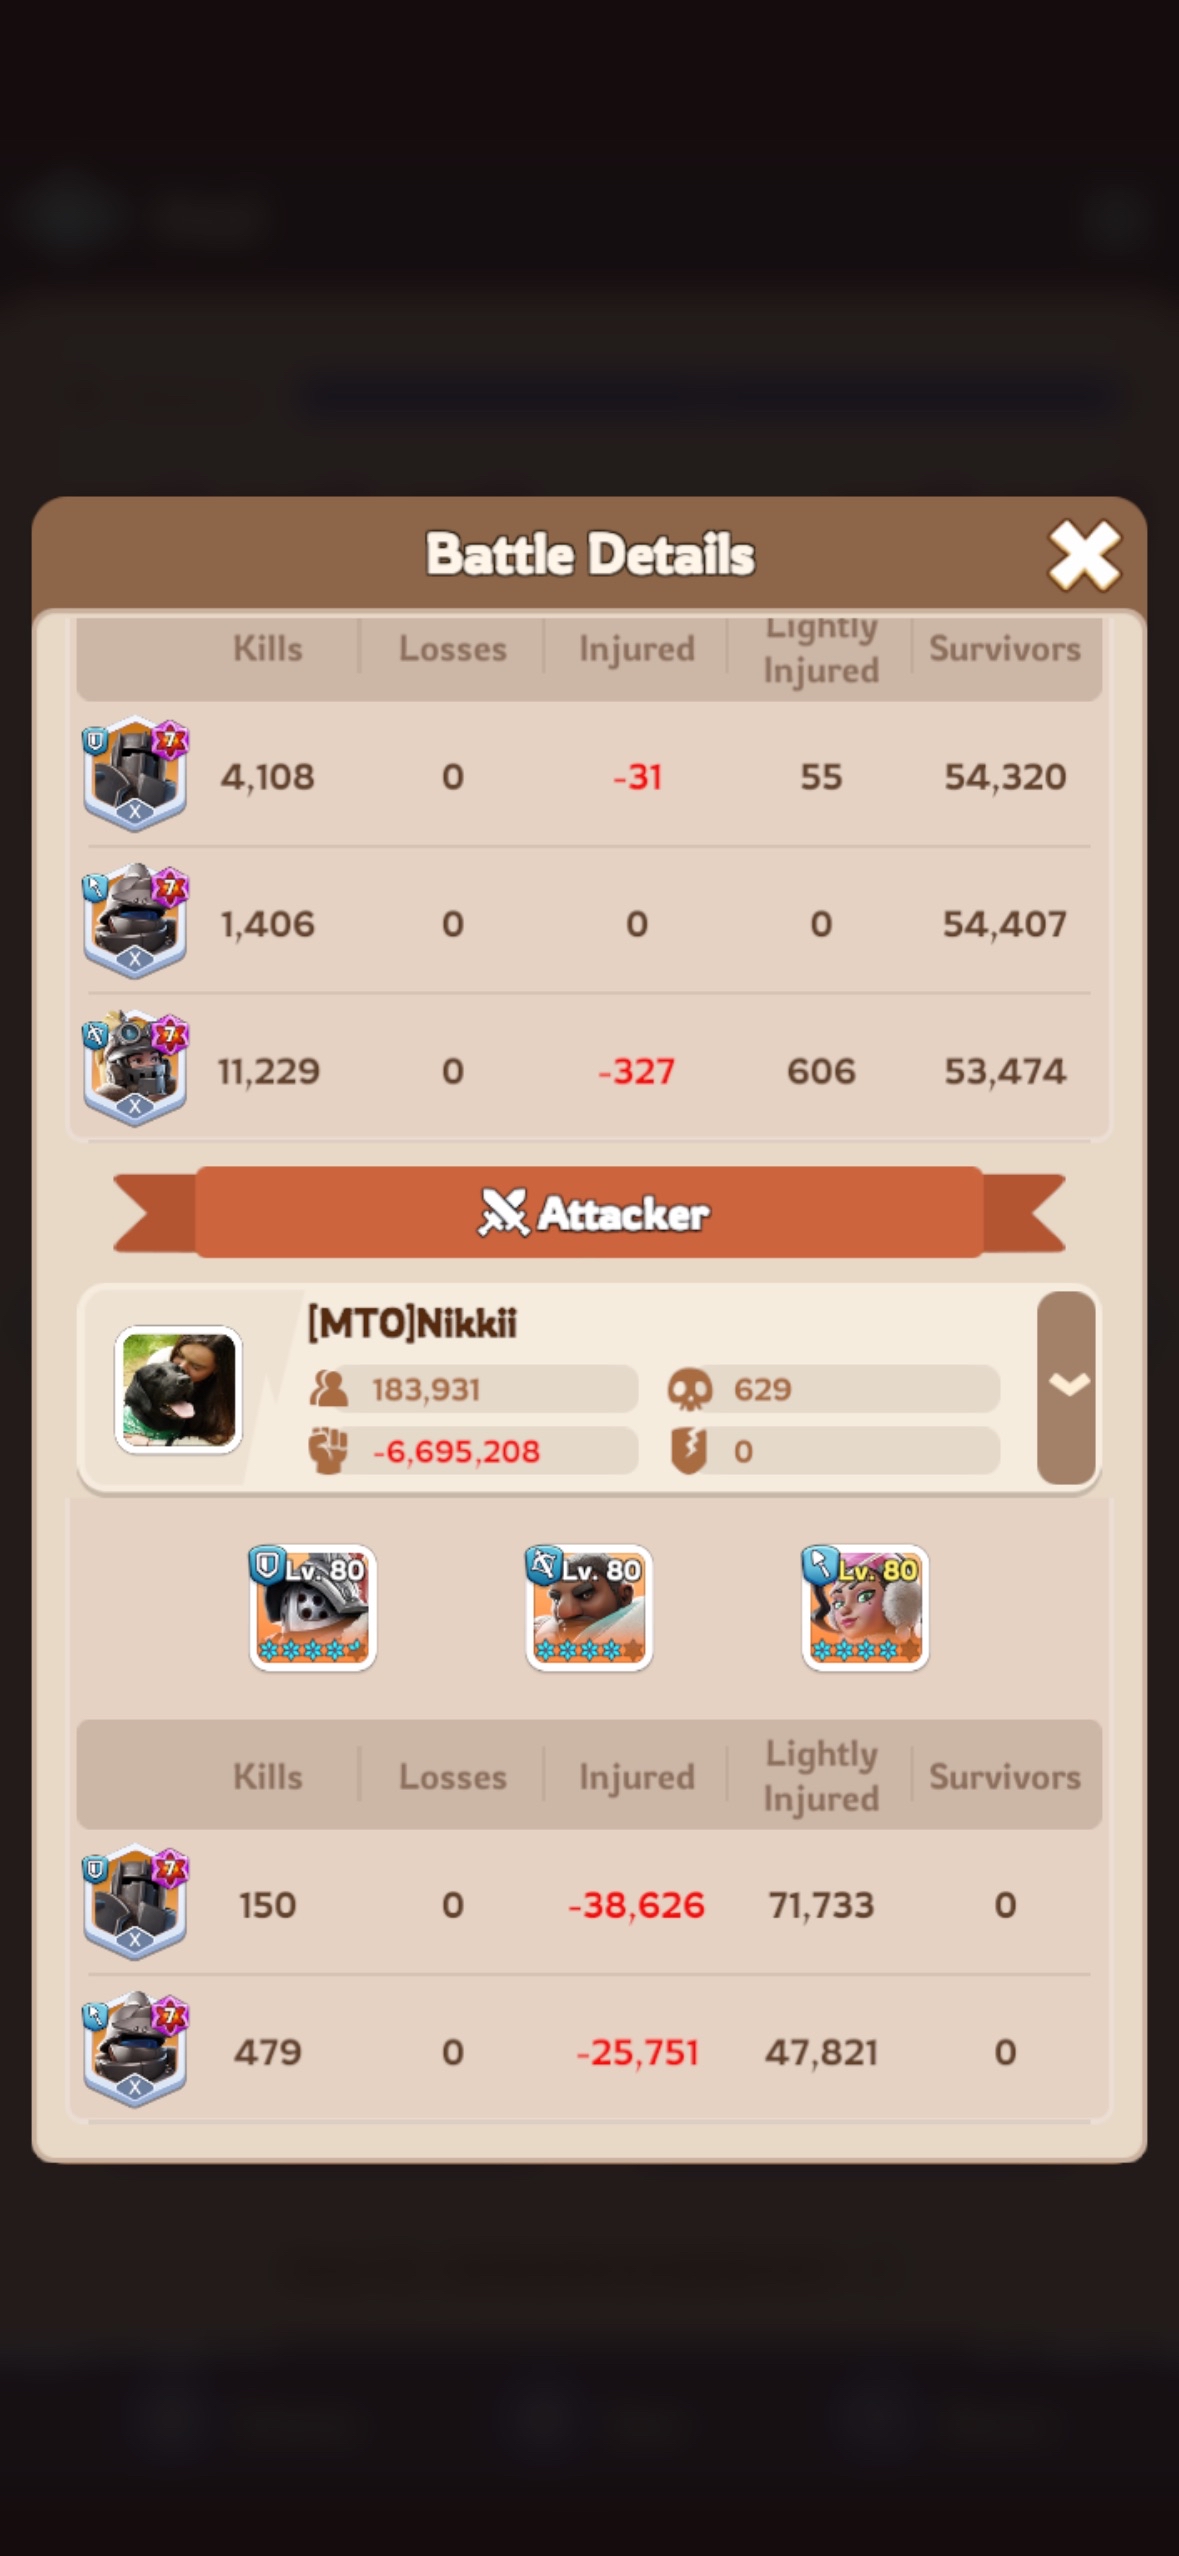 Battle Details
Kills Losses Injured Lightly Injured Survivors
7 X 4,108 0 -31 55 54,320
7 X 1,406 0 0 0 54,407
7 X 11,229 0 -327 606 53,474
Attacker
[MTO]Nikkii
183,931 629
-6,695,208 0
Lv. 80 Lv. 80 Lv. 80
Kills Losses Injured Lightly Injured Survivors
7 X 150 0 -38,626 71,733 0
7 X 479 0 -25,751 47,821 0